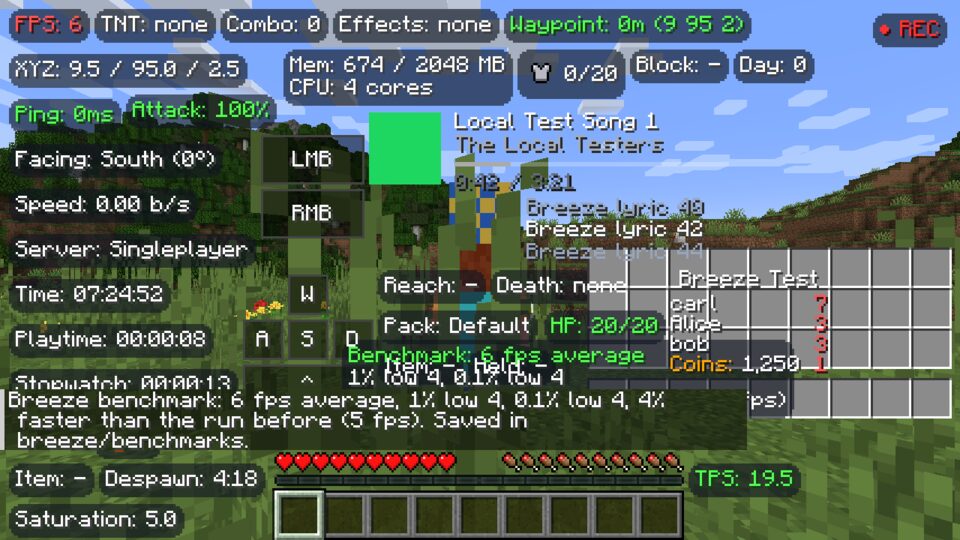 FPS: 6
TNT: none
Combo: 0
Effects: none
Waypoint: 0m (9 95 2)
REC
XYZ: 9.5 / 95.0 / 2.5
Mem: 674 / 2048 MB
CPU: 4 cores
0/20
Block: -
Day: 0
Ping: 0ms
Attack: 100%
Local Test Song 1
The Local Testers
0:42 / 3:21
Facing: South (0°)
LMB
Speed: 0.00 b/s
RMB
Breeze lyric 40
Breeze lyric 42
Breeze lyric 44
Server: Singleplayer
Breeze Test
Reach: -
Death: none
Time: 07:24:52
W
carl 7
Alice 3
bob 3
Coins: 1,250 1
Playtime: 00:00:08
A
S
D
Pack: Default
HP: 20/20
Benchmark: 6 fps average
1% low 4, 0.1% low 4
Item: -
Held: -
Stopwatch: 00:00:13
^
Breeze benchmark: 6 fps average, 1% low 4, 0.1% low 4, 4%
faster than the run before (5 fps). Saved in
breeze/benchmarks.
fps)
Item: -
Despawn: 4:18
TPS: 19.5
Saturation: 5.0